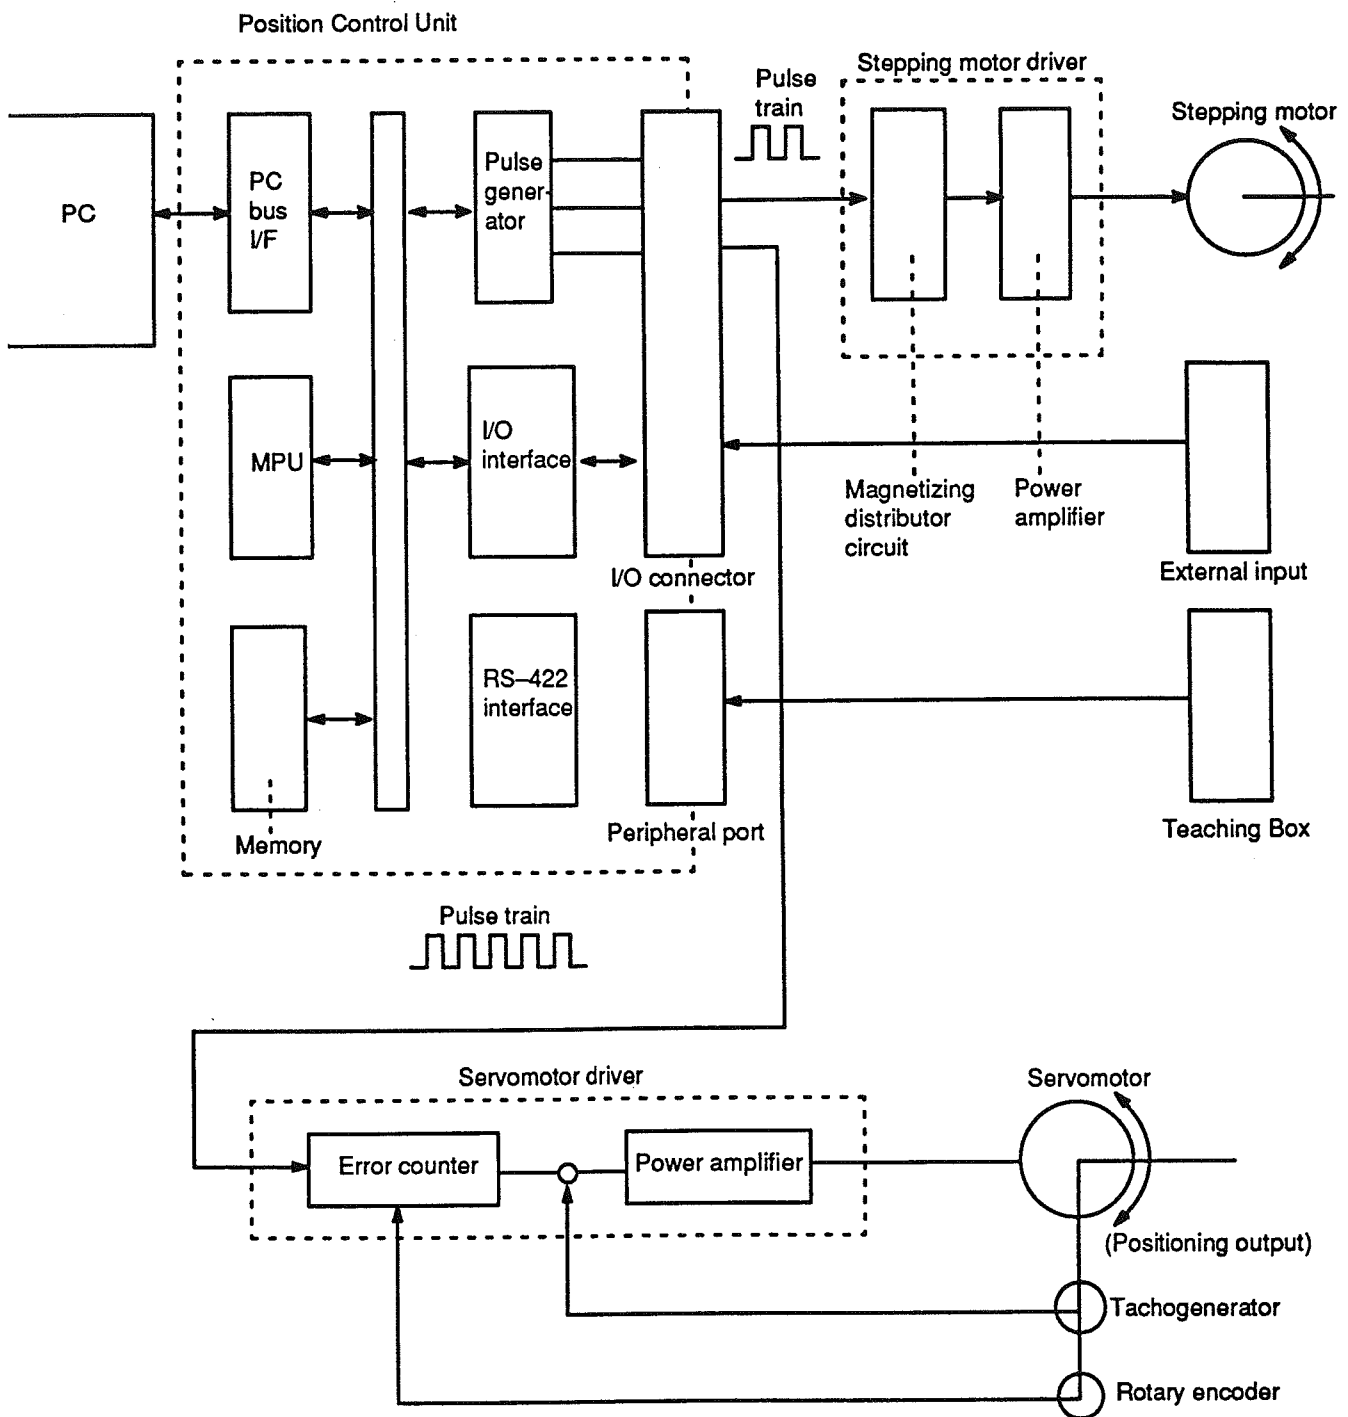 Position Control Unit
Stepping motor driver
Pulse
train
Stepping motor
PC
PC
bus
I/F
Pulse
gener-
ator
MPU
I/O
interface
Magnetizing
distributor
circuit
Power
amplifier
I/O connector
External input
RS–422
interface
Memory
Peripheral port
Teaching Box
Pulse train
Servomotor driver
Servomotor
Error counter
Power amplifier
(Positioning output)
Tachogenerator
Rotary encoder